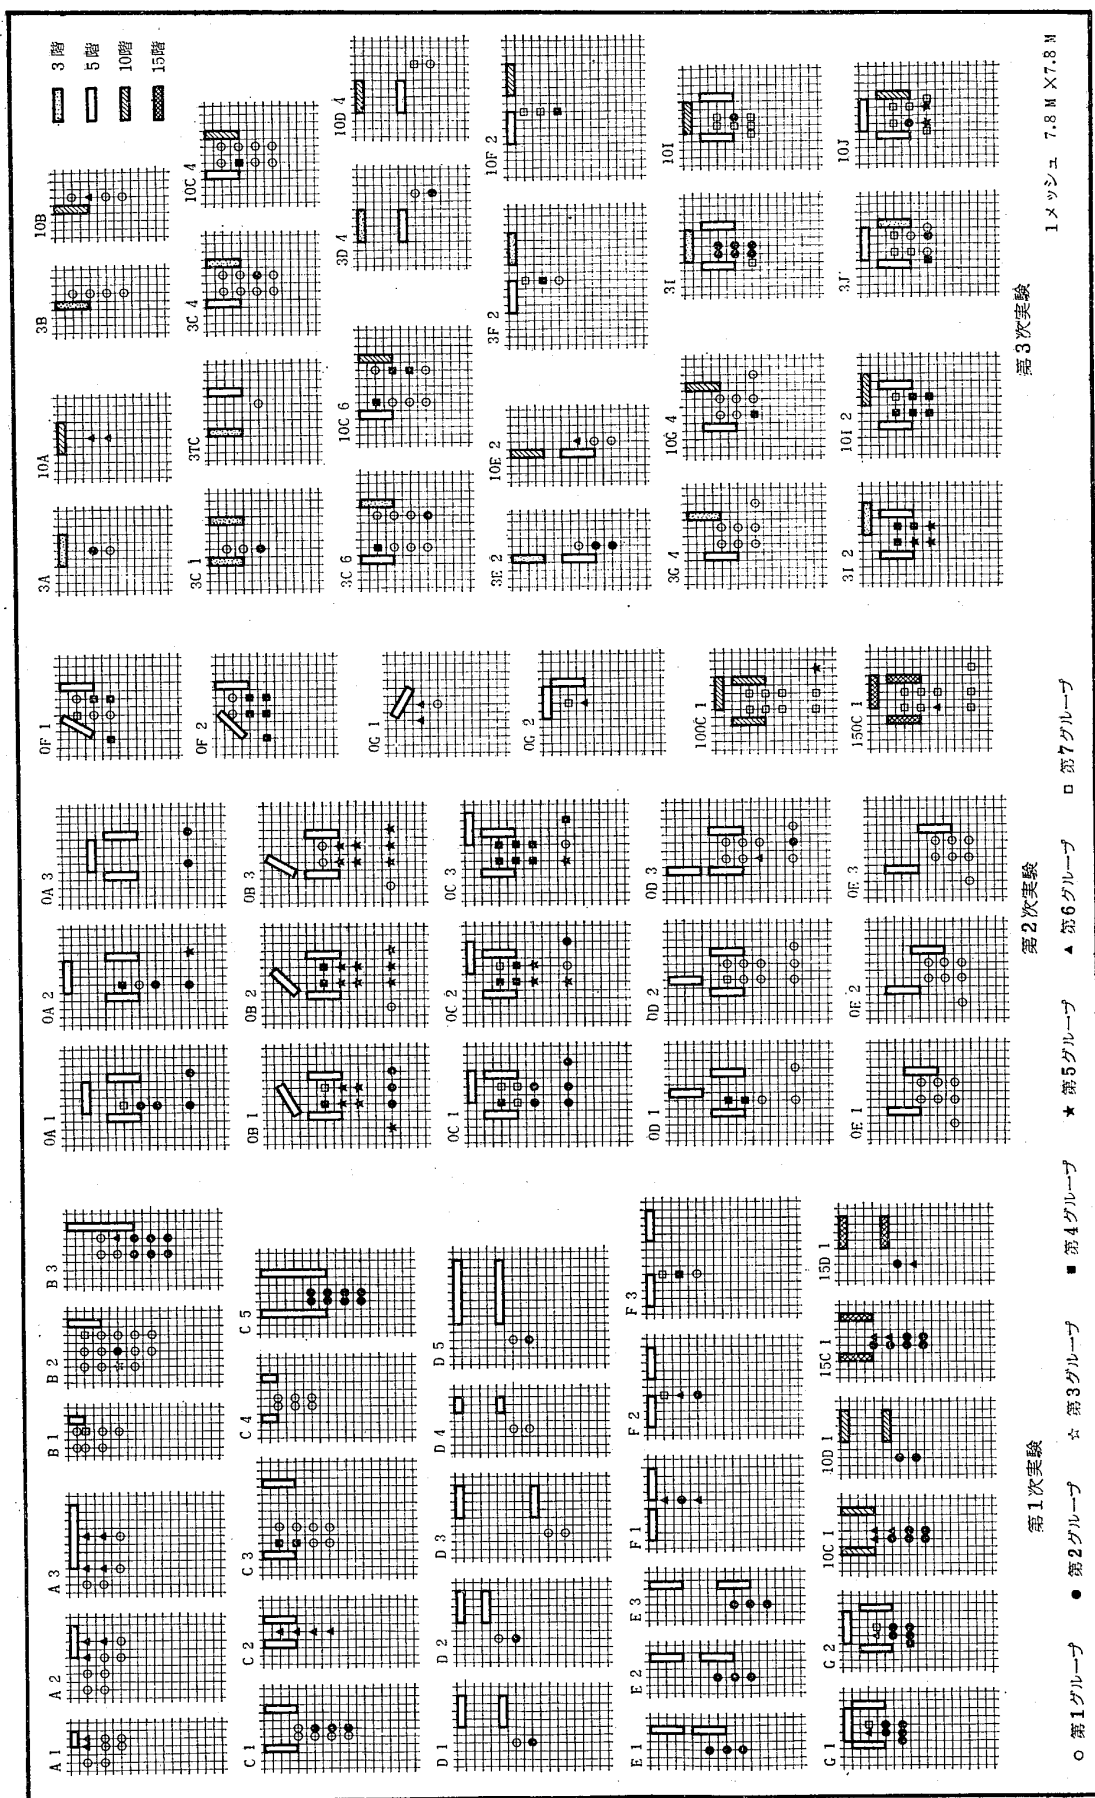 A 1
A 2
A 3
B 1
B 2
B 3
C 1
C 2
C 3
C 4
C 5
D 1
D 2
D 3
D 4
D 5
E 1
E 2
E 3
F 1
F 2
F 3
G 1
G 2
10C 1
10D 1
15C 1
15D 1
第1次実験
0A 1
0A 2
0A 3
0B 1
0B 2
0B 3
0C 1
0C 2
0C 3
0D 1
0D 2
0D 3
0E 1
0E 2
0E 3
0F 1
0F 2
0G 1
0G 2
100C 1
150C 1
第2次実験
3A
10A
3B
10B
3C 1
3TC
3C 4
10C 4
3C 6
10C 6
3D 4
10D 4
3E 2
10E 2
3F 2
10F 2
3G 4
10G 4
3I
10I
3I 2
10I 2
3J
10J
第3次実験
3階
5階
10階
15階
1メッシュ 7.8M×7.8M
○ 第1グループ ● 第2グループ ☆ 第3グループ ■ 第4グループ ★ 第5グループ ▲ 第6グループ □ 第7グループ